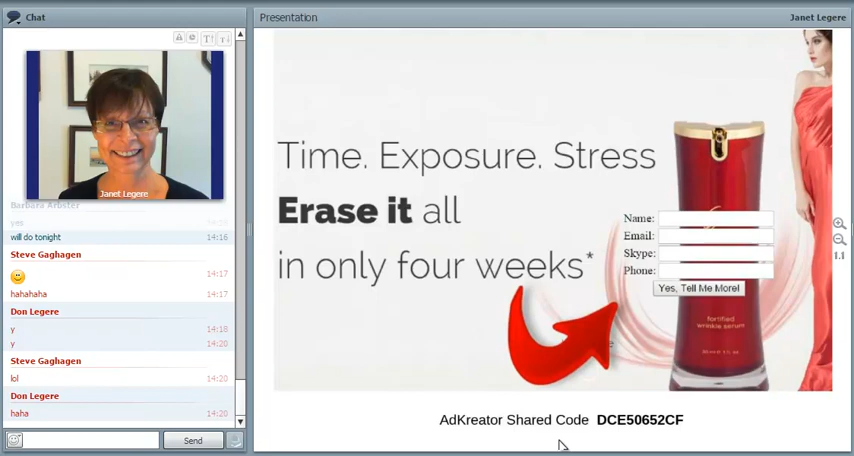 Chat
Janet Legere
Barbara Arbster
yes
will do tonight 14:16
Steve Gaghagen
14:17
hahahaha 14:17
Don Legere
y 14:18
y 14:20
Steve Gaghagen
lol 14:20
Don Legere
haha 14:20
Send
Presentation Janet Legere
Time. Exposure. Stress
Erase it all
in only four weeks*
Name:
Email:
Skype:
Phone:
Yes, Tell Me More!
fortified
wrinkle serum
1:1
AdKreator Shared Code DCE50652CF